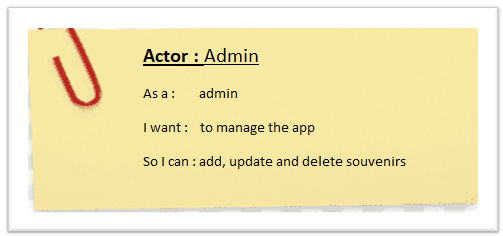 Actor : Admin
As a : admin
I want : to manage the app
So I can : add, update and delete souvenirs